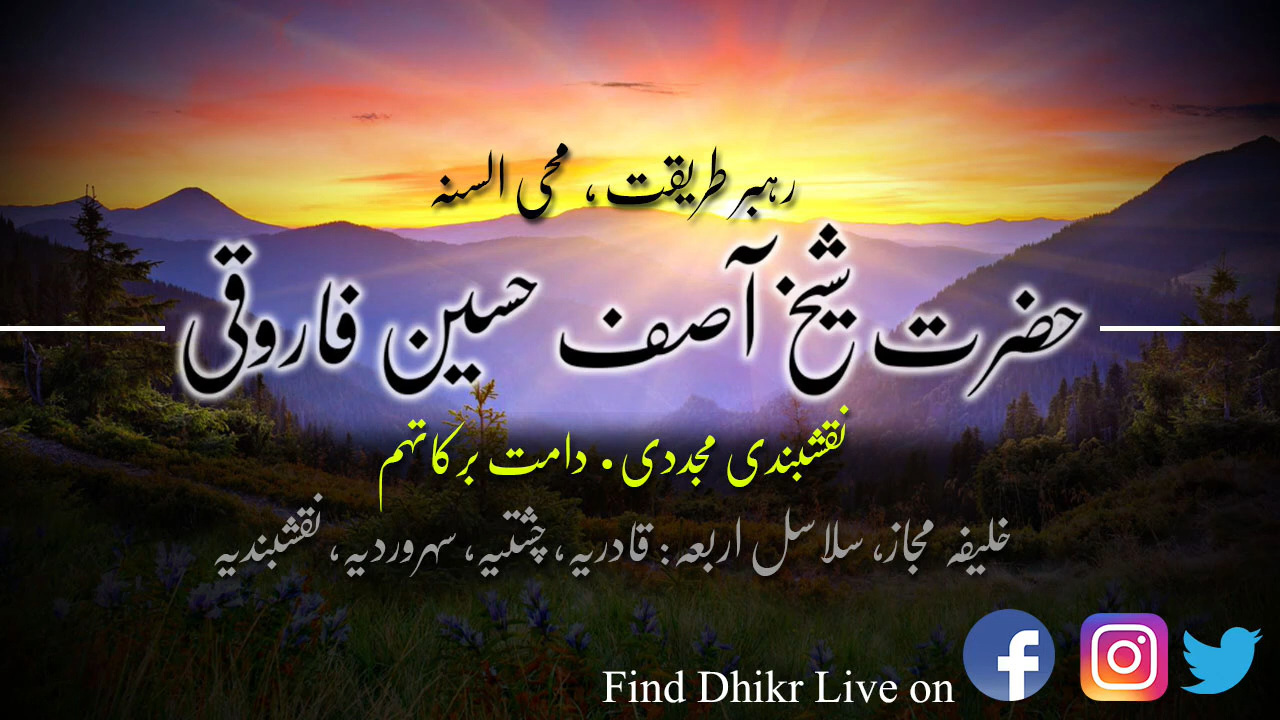 رہبر طریقت، محی السنہ
حضرت شیخ آصف حسین فاروقی
نقشبندی مجددی . دامت برکاتہم
خلیفہ مجاز، سلاسل اربعہ: قادریہ، چشتیہ، سہروردیہ، نقشبندیہ
Find Dhikr Live on